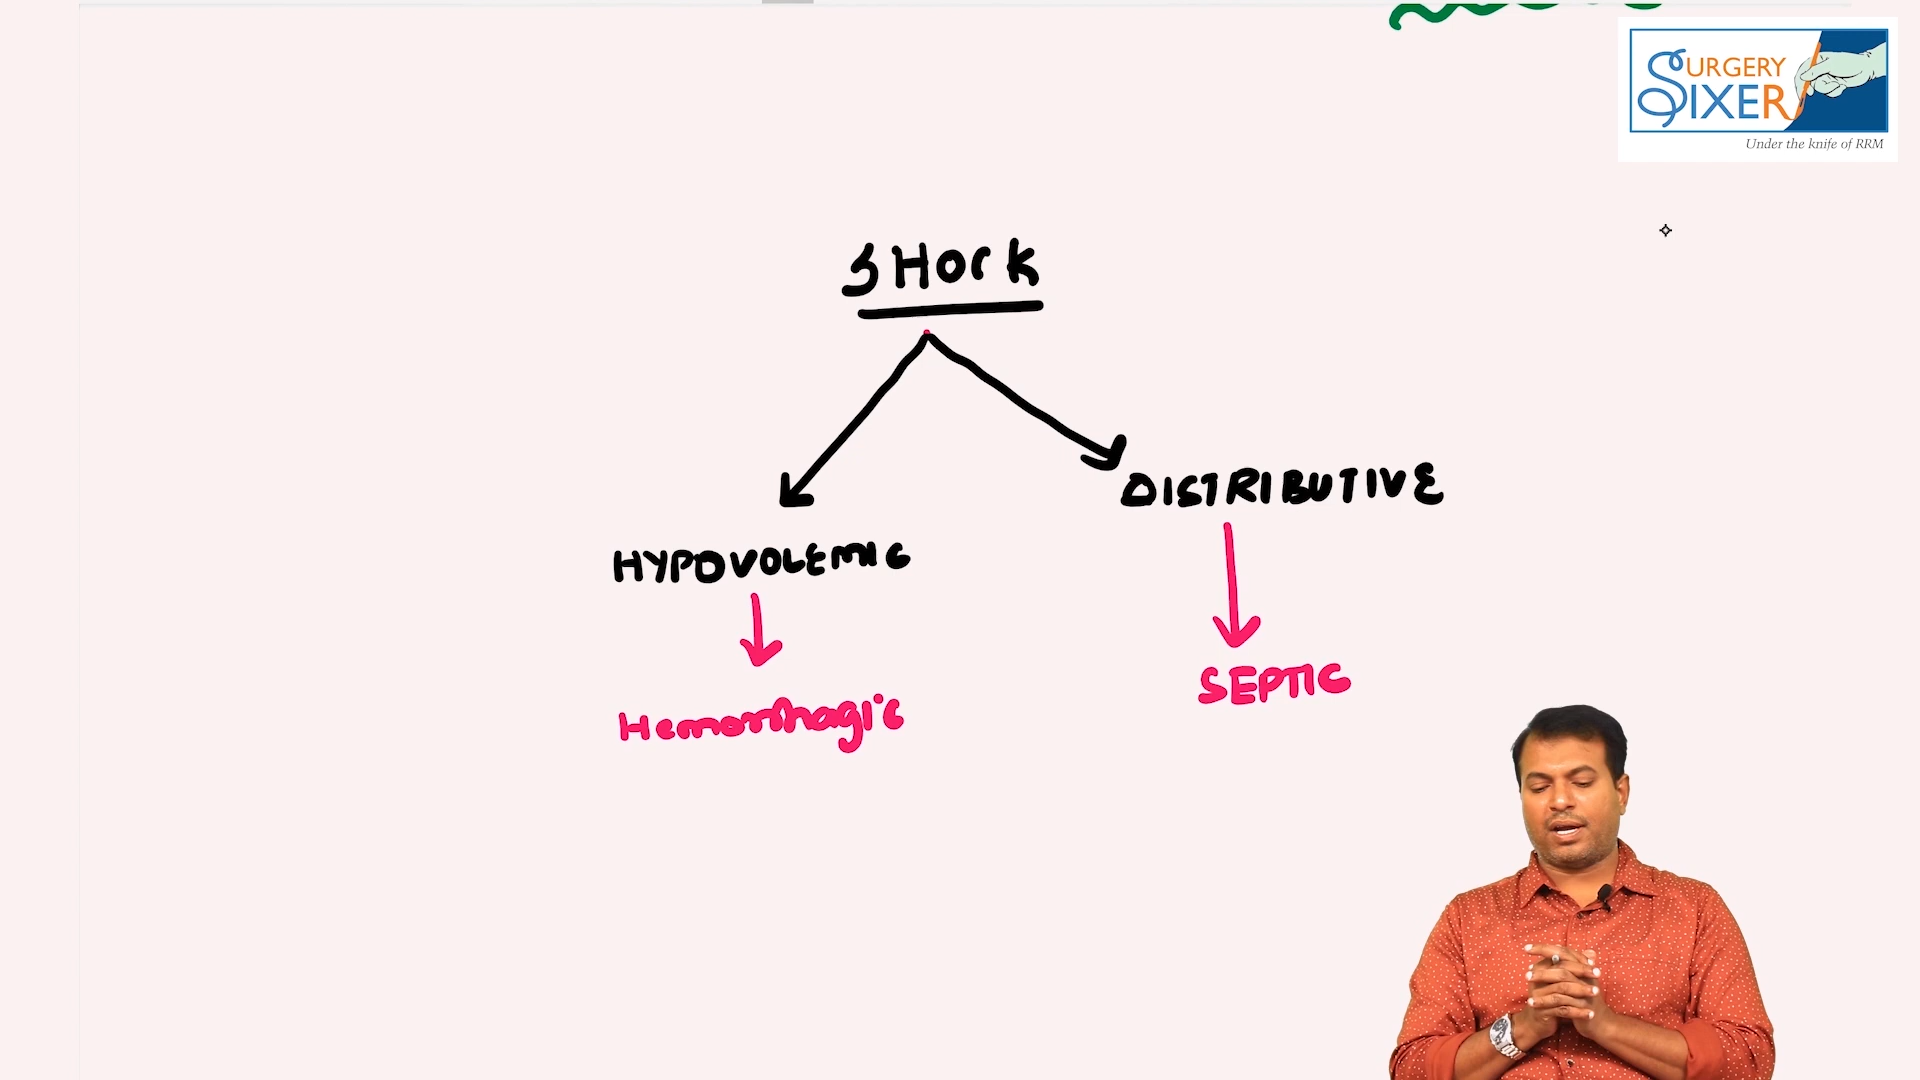 SURGERY
SIXER
Under the knife of RRM
SHOCK
DISTRIBUTIVE
HYPOVOLEMIC
SEPTIC
Hemorrhagic